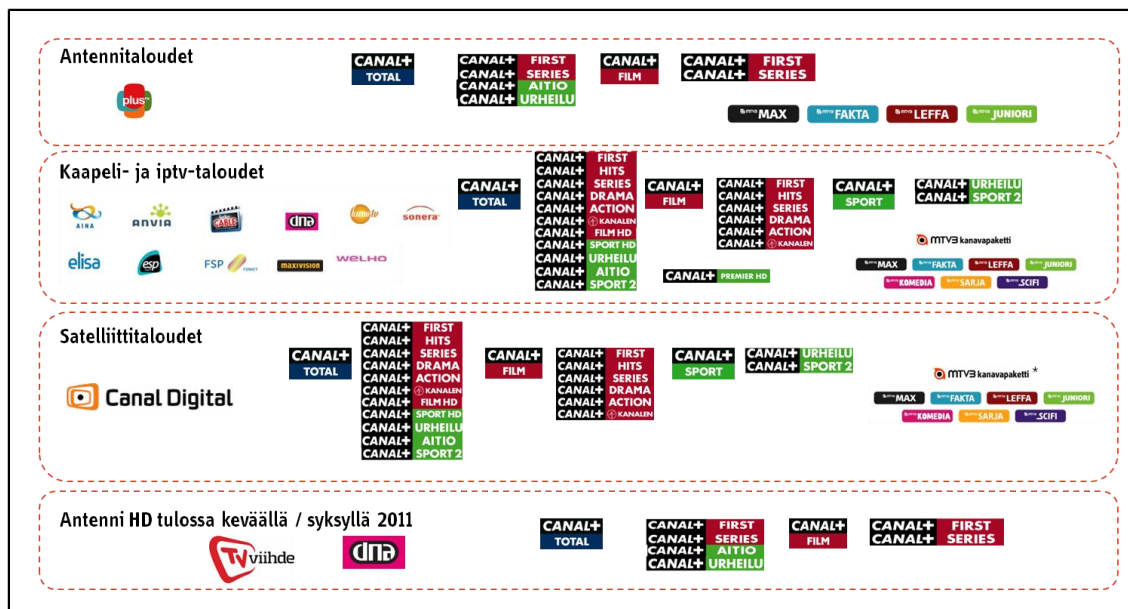 Antennitaloudet
plus
CANAL+
TOTAL
CANAL+ FIRST
CANAL+ SERIES
CANAL+ AITIO
CANAL+ URHEILU
CANAL+
FILM
CANAL+ FIRST
CANAL+ SERIES
MAX
FAKTA
LEFFA
JUNIORI
Kaapeli- ja iptv-taloudet
AINA
ANVIA
CABLE
dna
sonera
elisa
esp
FSP
maxivision
WELHO
CANAL+
TOTAL
CANAL+ FIRST
CANAL+ HITS
CANAL+ SERIES
CANAL+ DRAMA
CANAL+ ACTION
CANAL+ KANALEN
CANAL+ FILM HD
CANAL+ SPORT HD
CANAL+ URHEILU
CANAL+ AITIO
CANAL+ SPORT 2
CANAL+
FILM
CANAL+ FIRST
CANAL+ HITS
CANAL+ SERIES
CANAL+ DRAMA
CANAL+ ACTION
CANAL+ KANALEN
CANAL+ PREMIER HD
CANAL+
SPORT
CANAL+ URHEILU
CANAL+ SPORT 2
MTV3 kanavapaketti
MAX
FAKTA
LEFFA
JUNIORI
KOMEDIA
SARJA
SCIFI
Satelliittitaloudet
Canal Digital
CANAL+
TOTAL
CANAL+ FIRST
CANAL+ HITS
CANAL+ SERIES
CANAL+ DRAMA
CANAL+ ACTION
CANAL+ KANALEN
CANAL+ FILM HD
CANAL+ SPORT HD
CANAL+ URHEILU
CANAL+ AITIO
CANAL+ SPORT 2
CANAL+
FILM
CANAL+ FIRST
CANAL+ HITS
CANAL+ SERIES
CANAL+ DRAMA
CANAL+ ACTION
CANAL+ KANALEN
CANAL+
SPORT
CANAL+ URHEILU
CANAL+ SPORT 2
MTV3 kanavapaketti *
MAX
FAKTA
LEFFA
JUNIORI
KOMEDIA
SARJA
SCIFI
Antenni HD tulossa keväällä / syksyllä 2011
TV viihde
dna
CANAL+
TOTAL
CANAL+ FIRST
CANAL+ SERIES
CANAL+ AITIO
CANAL+ URHEILU
CANAL+
FILM
CANAL+ FIRST
CANAL+ SERIES